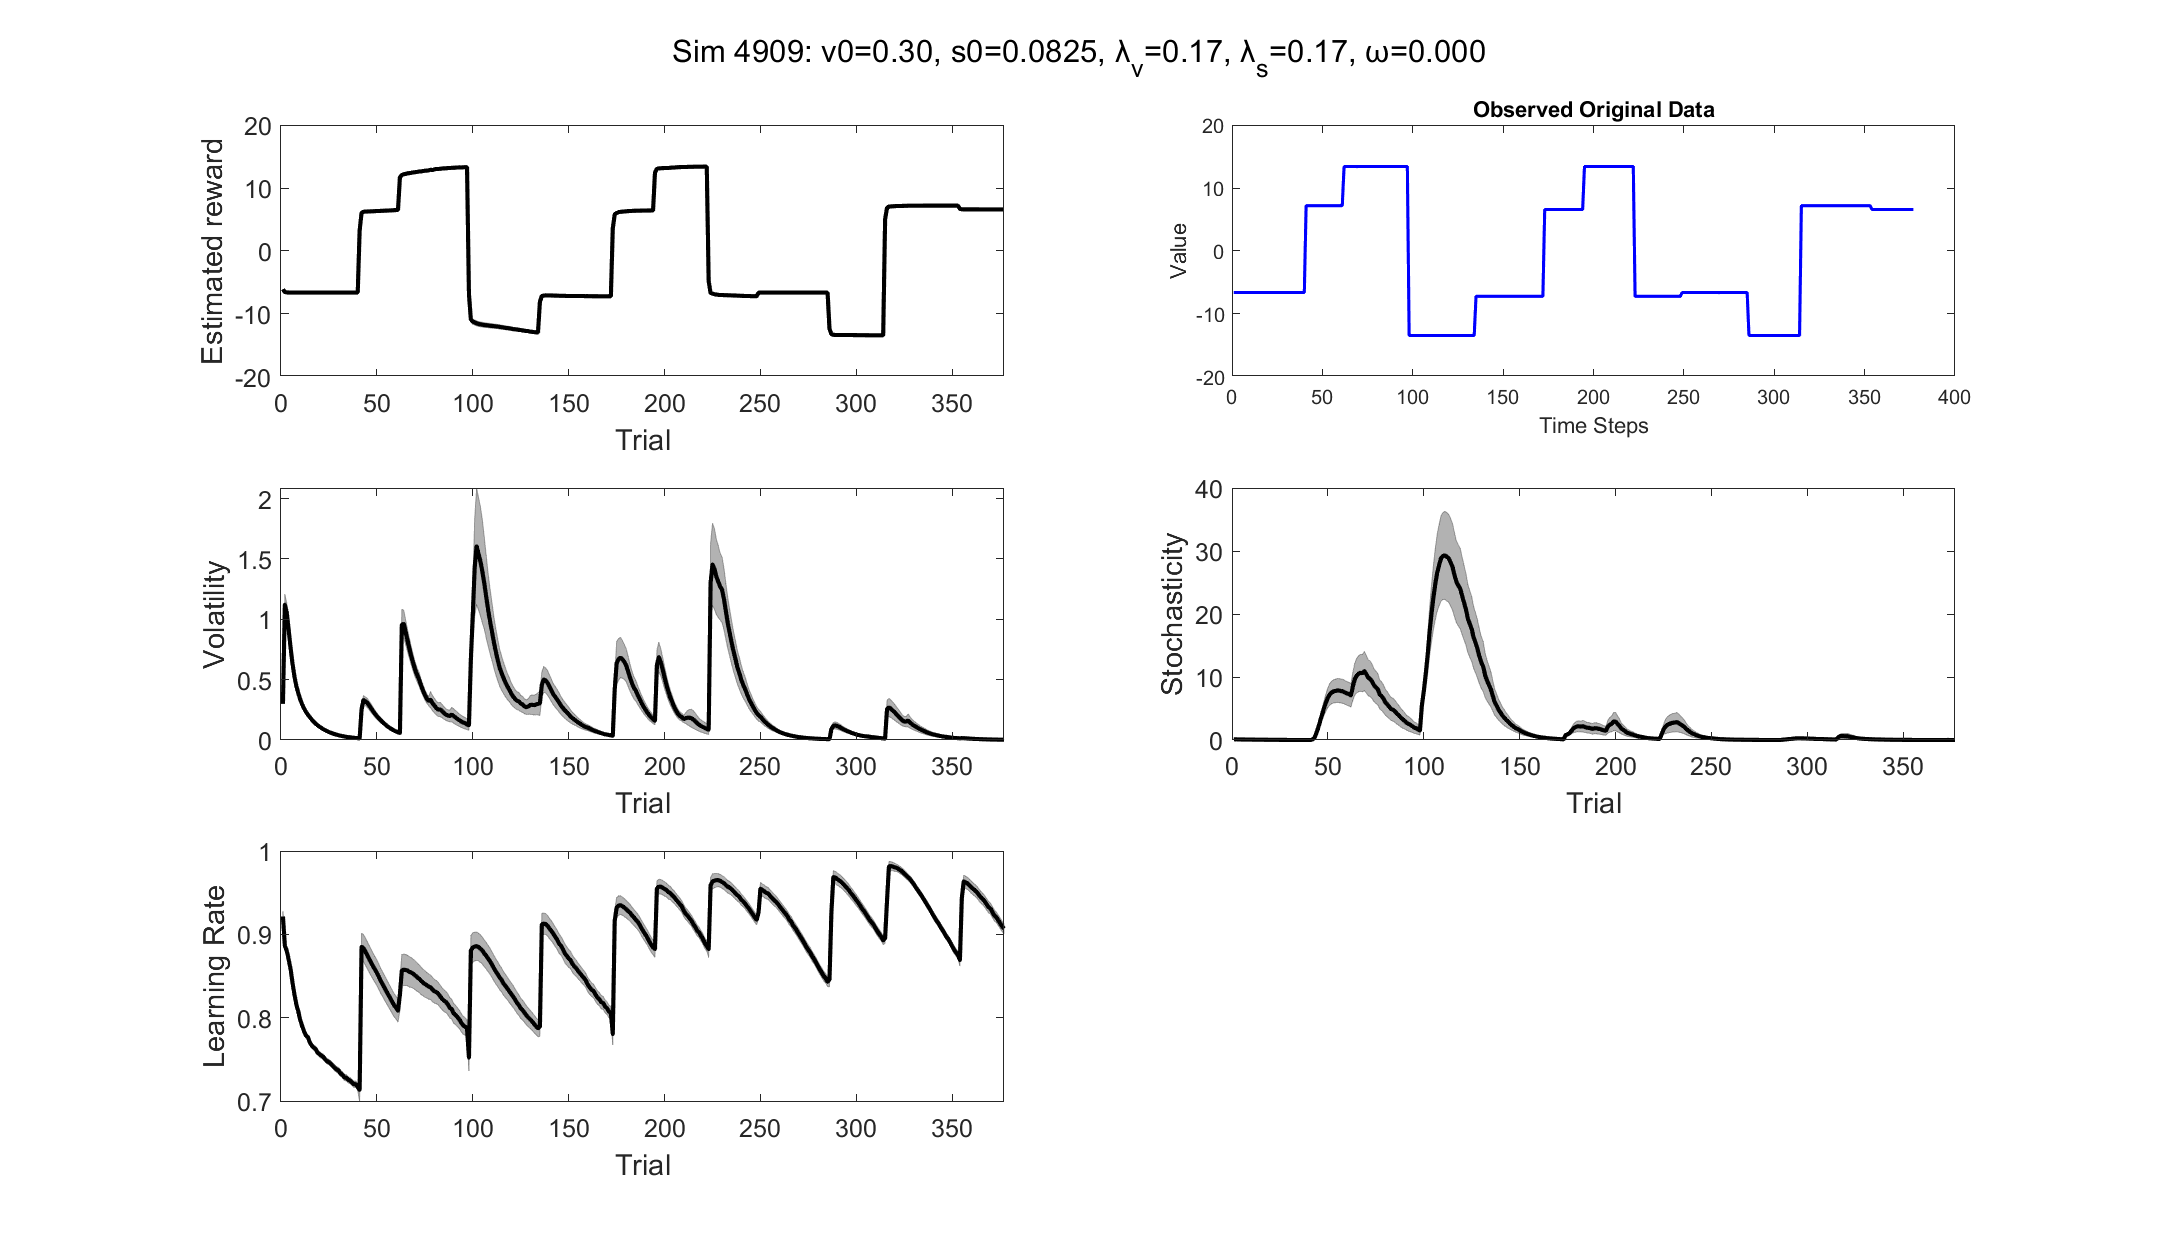 Sim 4909: v0=0.30, s0=0.0825, λ_v=0.17, λ_s=0.17, ω=0.000
20
10
0
-10
-20
Estimated reward
0 50 100 150 200 250 300 350
Trial
Observed Original Data
20
10
0
-10
-20
Value
0 50 100 150 200 250 300 350 400
Time Steps
2
1.5
1
0.5
0
Volatility
0 50 100 150 200 250 300 350
Trial
40
30
20
10
0
Stochasticity
0 50 100 150 200 250 300 350
Trial
1
0.9
0.8
0.7
Learning Rate
0 50 100 150 200 250 300 350
Trial